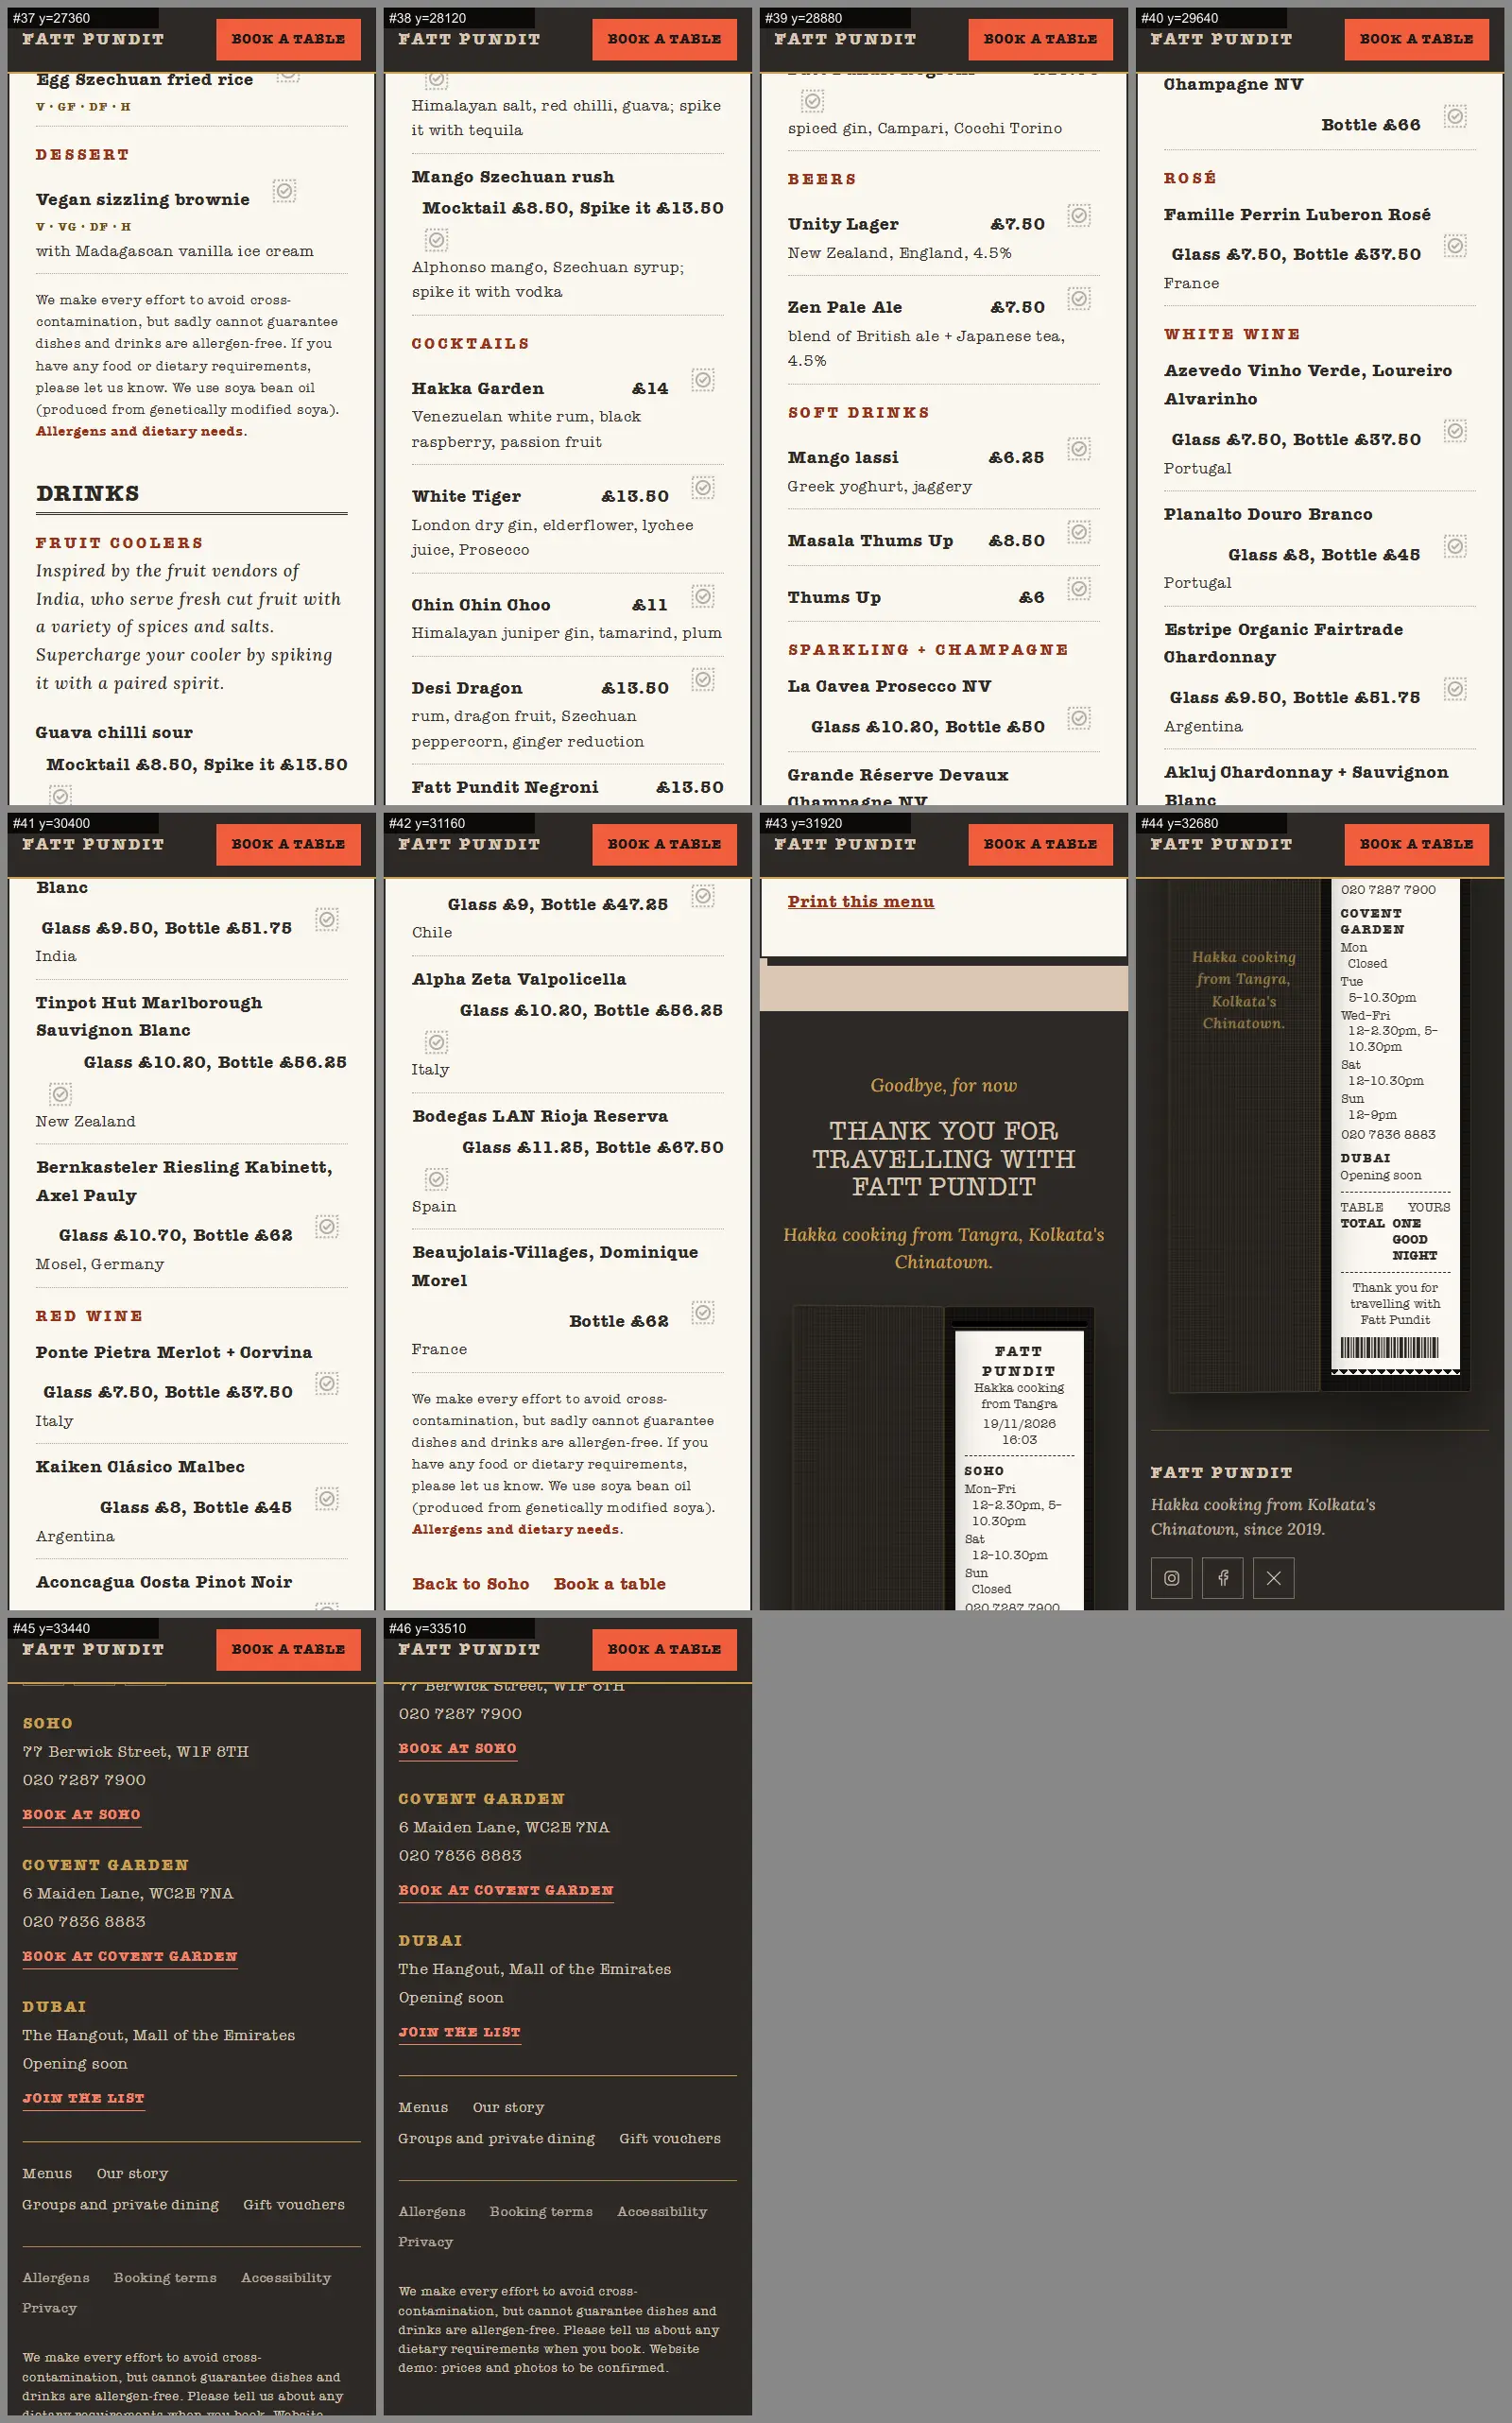 #37 y=27360
FATT PUNDIT
BOOK A TABLE
Egg Szechuan fried rice
V · GF · DF · H
DESSERT
Vegan sizzling brownie
V · VG · DF · H
with Madagascan vanilla ice cream
We make every effort to avoid cross-
contamination, but sadly cannot guarantee
dishes and drinks are allergen-free. If you
have any food or dietary requirements,
please let us know. We use soya bean oil
(produced from genetically modified soya).
Allergens and dietary needs.
DRINKS
FRUIT COOLERS
Inspired by the fruit vendors of
India, who serve fresh cut fruit with
a variety of spices and salts.
Supercharge your cooler by spiking
it with a paired spirit.
Guava chilli sour
Mocktail £8.50, Spike it £13.50
#38 y=28120
FATT PUNDIT
BOOK A TABLE
Himalayan salt, red chilli, guava; spike
it with tequila
Mango Szechuan rush
Mocktail £8.50, Spike it £13.50
Alphonso mango, Szechuan syrup;
spike it with vodka
COCKTAILS
Hakka Garden £14
Venezuelan white rum, black
raspberry, passion fruit
White Tiger £13.50
London dry gin, elderflower, lychee
juice, Prosecco
Chin Chin Choo £11
Himalayan juniper gin, tamarind, plum
Desi Dragon £13.50
rum, dragon fruit, Szechuan
peppercorn, ginger reduction
Fatt Pundit Negroni £13.50
#39 y=28880
FATT PUNDIT
BOOK A TABLE
spiced gin, Campari, Cocchi Torino
BEERS
Unity Lager £7.50
New Zealand, England, 4.5%
Zen Pale Ale £7.50
blend of British ale + Japanese tea,
4.5%
SOFT DRINKS
Mango lassi £6.25
Greek yoghurt, jaggery
Masala Thums Up £8.50
Thums Up £6
SPARKLING + CHAMPAGNE
La Cavea Prosecco NV
Glass £10.20, Bottle £50
Grande Réserve Devaux
Champagne NV
#40 y=29640
FATT PUNDIT
BOOK A TABLE
Champagne NV
Bottle £66
ROSÉ
Famille Perrin Luberon Rosé
Glass £7.50, Bottle £37.50
France
WHITE WINE
Azevedo Vinho Verde, Loureiro
Alvarinho
Glass £7.50, Bottle £37.50
Portugal
Planalto Douro Branco
Glass £8, Bottle £45
Portugal
Estripe Organic Fairtrade
Chardonnay
Glass £9.50, Bottle £51.75
Argentina
Akluj Chardonnay + Sauvignon
Blanc
#41 y=30400
FATT PUNDIT
BOOK A TABLE
Blanc
Glass £9.50, Bottle £51.75
India
Tinpot Hut Marlborough
Sauvignon Blanc
Glass £10.20, Bottle £56.25
New Zealand
Bernkasteler Riesling Kabinett,
Axel Pauly
Glass £10.70, Bottle £62
Mosel, Germany
RED WINE
Ponte Pietra Merlot + Corvina
Glass £7.50, Bottle £37.50
Italy
Kaiken Clásico Malbec
Glass £8, Bottle £45
Argentina
Aconcagua Costa Pinot Noir
#42 y=31160
FATT PUNDIT
BOOK A TABLE
Glass £9, Bottle £47.25
Chile
Alpha Zeta Valpolicella
Glass £10.20, Bottle £56.25
Italy
Bodegas LAN Rioja Reserva
Glass £11.25, Bottle £67.50
Spain
Beaujolais-Villages, Dominique
Morel
Bottle £62
France
We make every effort to avoid cross-
contamination, but sadly cannot guarantee
dishes and drinks are allergen-free. If you
have any food or dietary requirements,
please let us know. We use soya bean oil
(produced from genetically modified soya).
Allergens and dietary needs.
Back to Soho Book a table
#43 y=31920
FATT PUNDIT
BOOK A TABLE
Print this menu
Goodbye, for now
THANK YOU FOR
TRAVELLING WITH
FATT PUNDIT
Hakka cooking from Tangra, Kolkata's
Chinatown.
FATT
PUNDIT
Hakka cooking
from Tangra
19/11/2026
16:03
SOHO
Mon-Fri
12-2.30pm, 5-
10.30pm
Sat
12-10.30pm
Sun
Closed
020 7287 7900
#44 y=32680
FATT PUNDIT
BOOK A TABLE
Hakka cooking
from Tangra,
Kolkata's
Chinatown.
020 7287 7900
COVENT
GARDEN
Mon
Closed
Tue
5-10.30pm
Wed-Fri
12-2.30pm, 5-
10.30pm
Sat
12-10.30pm
Sun
12-9pm
020 7836 8883
DUBAI
Opening soon
TABLE YOURS
TOTAL ONE
GOOD
NIGHT
Thank you for
travelling with
Fatt Pundit
FATT PUNDIT
Hakka cooking from Kolkata's
Chinatown, since 2019.
#45 y=33440
FATT PUNDIT
BOOK A TABLE
SOHO
77 Berwick Street, W1F 8TH
020 7287 7900
BOOK AT SOHO
COVENT GARDEN
6 Maiden Lane, WC2E 7NA
020 7836 8883
BOOK AT COVENT GARDEN
DUBAI
The Hangout, Mall of the Emirates
Opening soon
JOIN THE LIST
Menus Our story
Groups and private dining Gift vouchers
Allergens Booking terms Accessibility
Privacy
We make every effort to avoid cross-
contamination, but cannot guarantee dishes and
drinks are allergen-free. Please tell us about any
dietary requirements when you book. Website
#46 y=33510
FATT PUNDIT
BOOK A TABLE
77 Berwick Street, W1F 8TH
020 7287 7900
BOOK AT SOHO
COVENT GARDEN
6 Maiden Lane, WC2E 7NA
020 7836 8883
BOOK AT COVENT GARDEN
DUBAI
The Hangout, Mall of the Emirates
Opening soon
JOIN THE LIST
Menus Our story
Groups and private dining Gift vouchers
Allergens Booking terms Accessibility
Privacy
We make every effort to avoid cross-
contamination, but cannot guarantee dishes and
drinks are allergen-free. Please tell us about any
dietary requirements when you book. Website
demo: prices and photos to be confirmed.